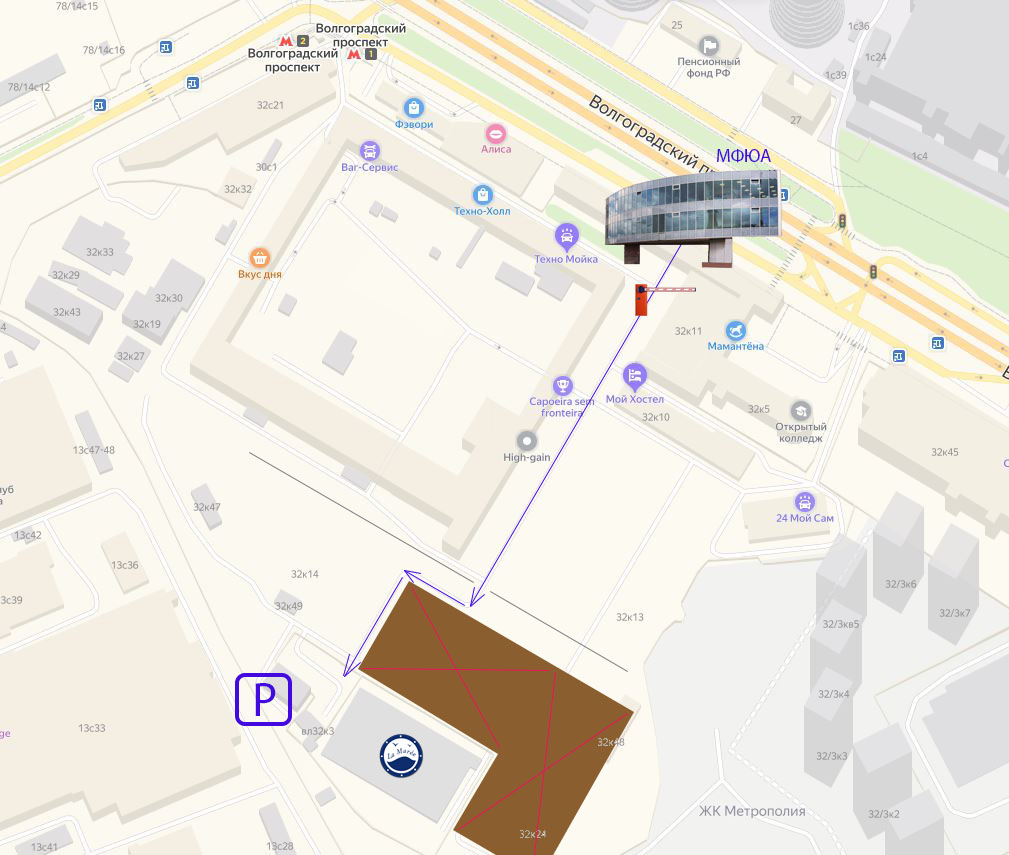 78/14с15
78/14с16
78/14с12
Волгоградский
проспект
2
Волгоградский
проспект
1
25
Пенсионный
фонд РФ
1с36
1с24
1с39
27
1с4
32с21
Фэвори
Алиса
Волгоградский п
МФЮА
30с1
Ваг-Сервис
32к32
Техно-Холл
Техно Мойка
32к33
32к29
32к43
32к30
32к19
32к27
Вкус дня
32к11
Мамантёна
Capoeira sem
fronteira
Мой Хостел
32к10
32к5
Открытый
колледж
High-gain
32к45
13с47-48
24 Мой Сам
32к47
13с42
13с36
32к14
32к49
32к13
32/3к6
32/3к7
32/3кв5
32/3к4
32/3к3
32/3к2
P
вл32к3
La Marée
32к48
32к24
13с33
ЖК Метрополия
13с41
13с28